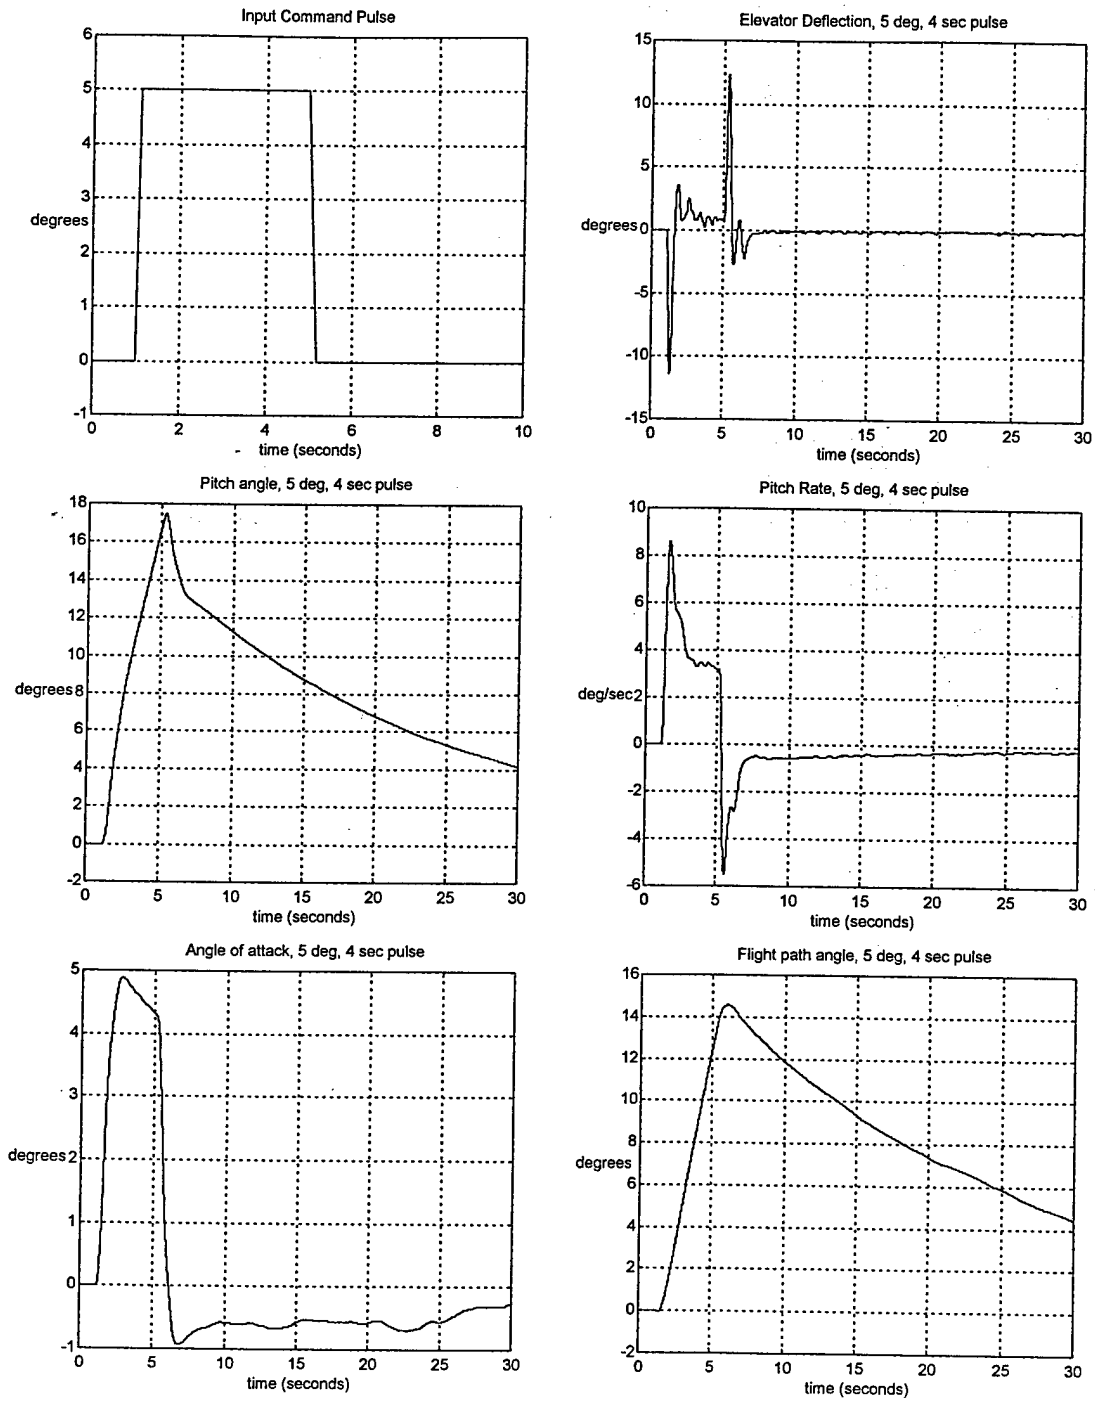 Input Command Pulse
6
5
4
3
degrees
2
1
0
-1
0 2 4 6 8 10
time (seconds)
Elevator Deflection, 5 deg, 4 sec pulse
15
10
5
degrees 0
-5
-10
-15
0 5 10 15 20 25 30
time (seconds)
Pitch angle, 5 deg, 4 sec pulse
18
16
14
12
10
degrees 8
6
4
2
0
-2
0 5 10 15 20 25 30
time (seconds)
Pitch Rate, 5 deg, 4 sec pulse
10
8
6
4
deg/sec 2
0
-2
-4
-6
0 5 10 15 20 25 30
time (seconds)
Angle of attack, 5 deg, 4 sec pulse
5
4
3
degrees 2
1
0
-1
0 5 10 15 20 25 30
time (seconds)
Flight path angle, 5 deg, 4 sec pulse
16
14
12
10
8
degrees
6
4
2
0
-2
0 5 10 15 20 25 30
time (seconds)